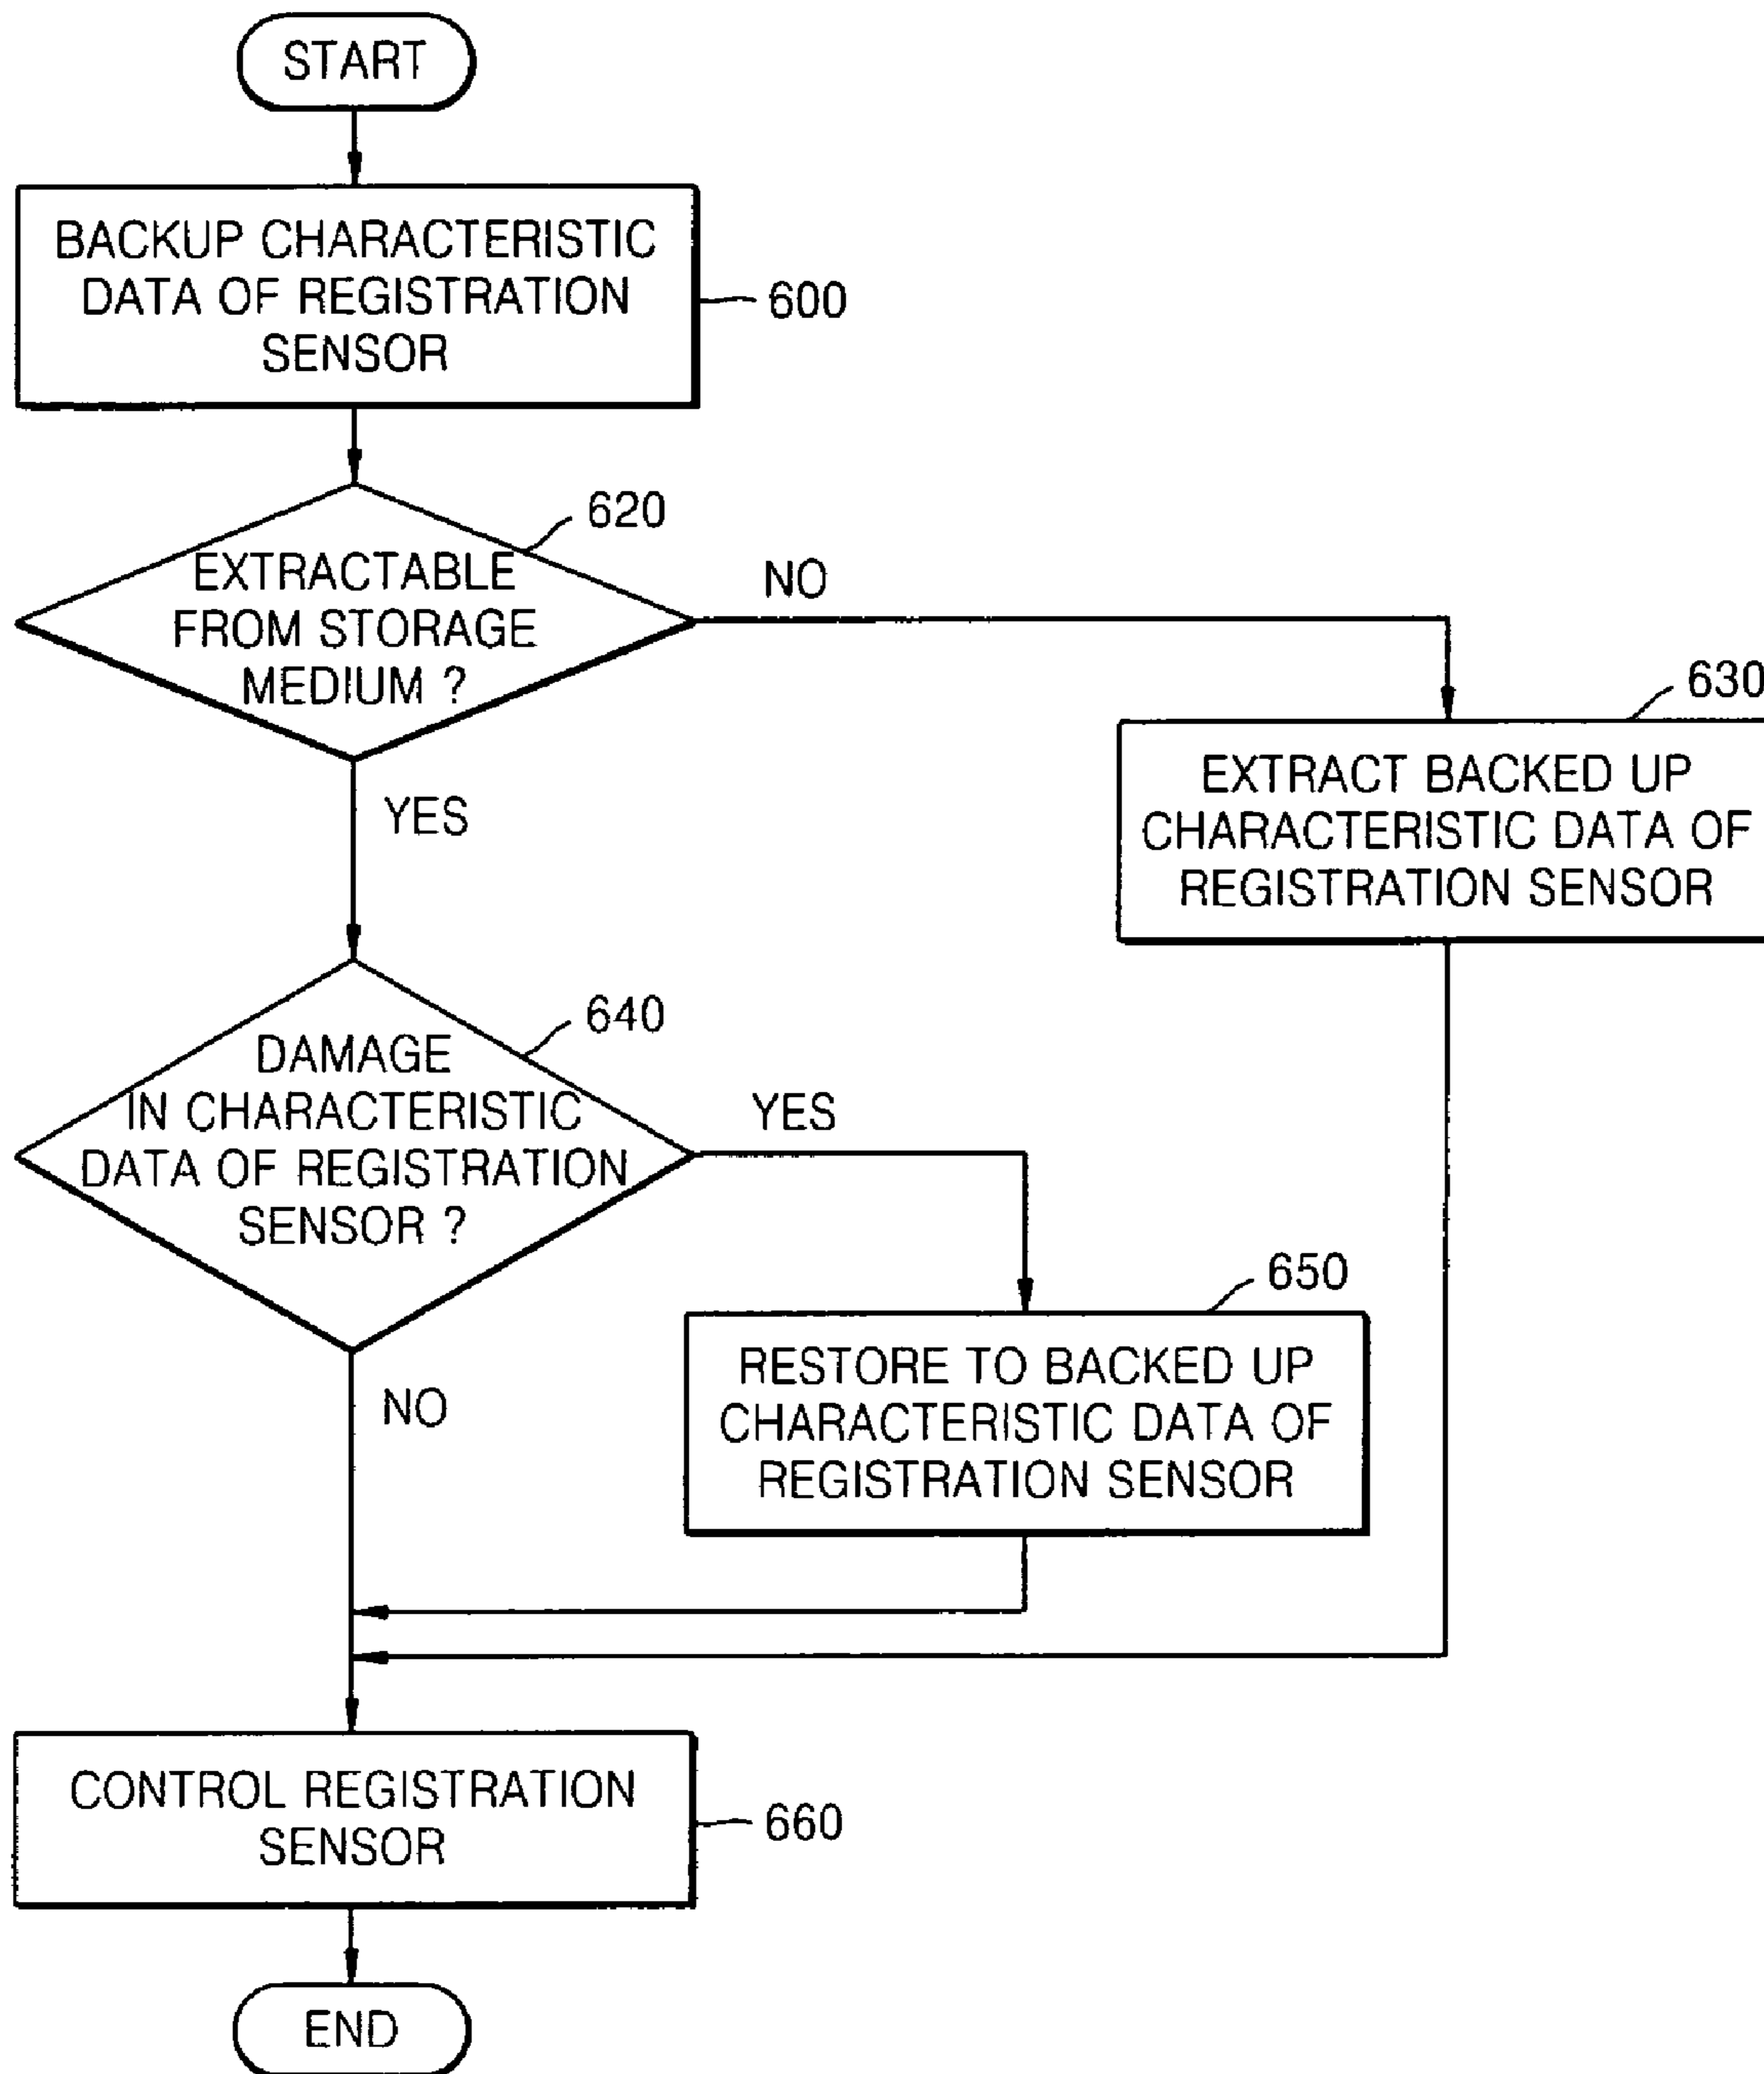 START
BACKUP CHARACTERISTIC
DATA OF REGISTRATION
SENSOR
600
620
EXTRACTABLE
FROM STORAGE
MEDIUM ?
NO
YES
630
EXTRACT BACKED UP
CHARACTERISTIC DATA OF
REGISTRATION SENSOR
640
DAMAGE
IN CHARACTERISTIC
DATA OF REGISTRATION
SENSOR ?
YES
NO
650
RESTORE TO BACKED UP
CHARACTERISTIC DATA OF
REGISTRATION SENSOR
CONTROL REGISTRATION
SENSOR
660
END